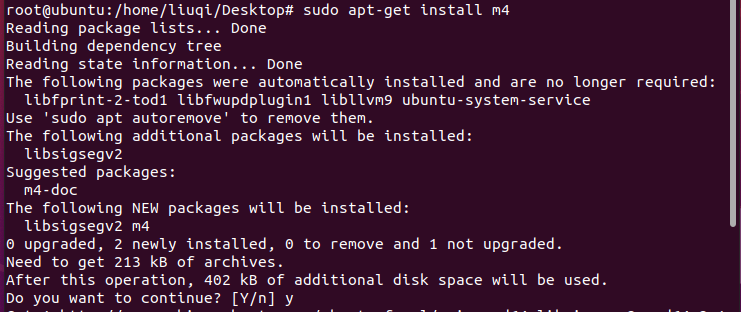 root@ubuntu:/home/liuqi/Desktop# sudo apt-get install m4
Reading package lists... Done
Building dependency tree
Reading state information... Done
The following packages were automatically installed and are no longer required:
  libfprint-2-tod1 libfwupdplugin1 libllvm9 ubuntu-system-service
Use 'sudo apt autoremove' to remove them.
The following additional packages will be installed:
  libsigsegv2
Suggested packages:
  m4-doc
The following NEW packages will be installed:
  libsigsegv2 m4
0 upgraded, 2 newly installed, 0 to remove and 1 not upgraded.
Need to get 213 kB of archives.
After this operation, 402 kB of additional disk space will be used.
Do you want to continue? [Y/n] y